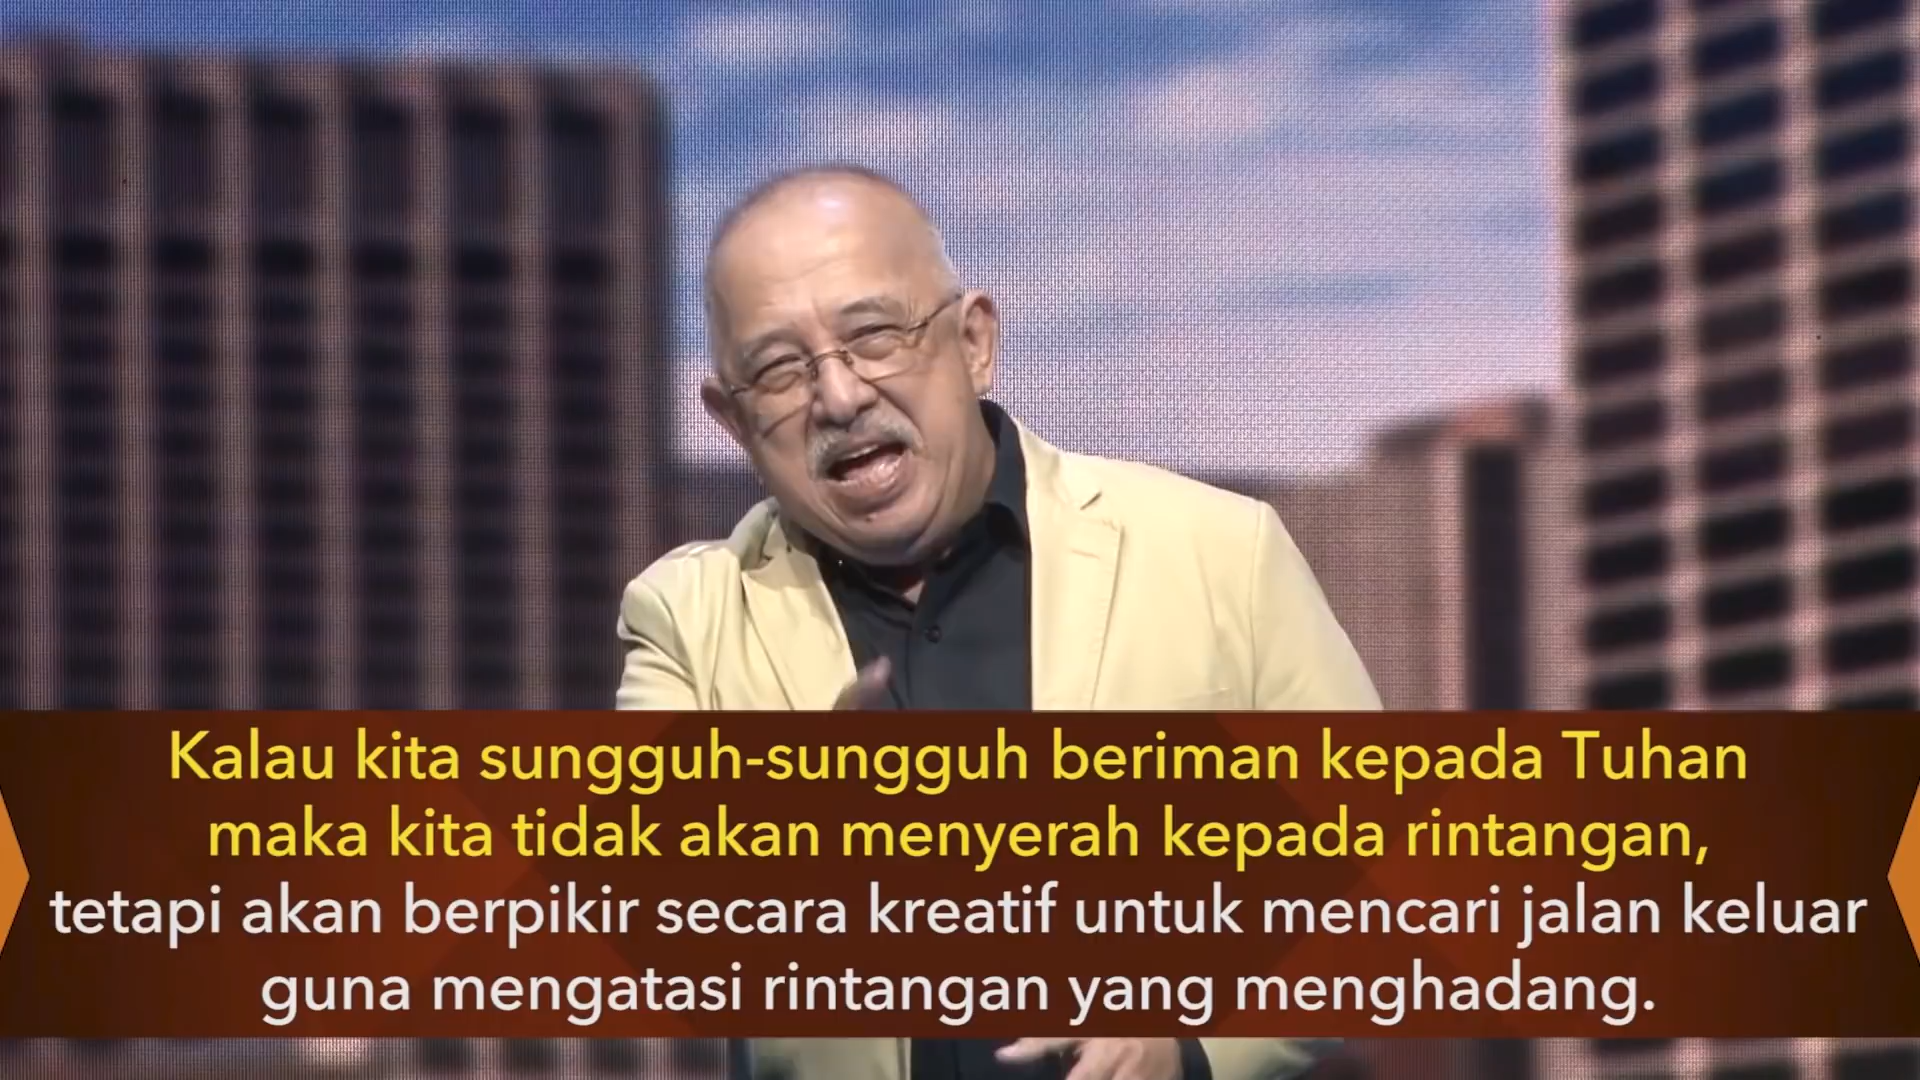 Kalau kita sungguh-sungguh beriman kepada Tuhan
maka kita tidak akan menyerah kepada rintangan,
tetapi akan berpikir secara kreatif untuk mencari jalan keluar
guna mengatasi rintangan yang menghadang.